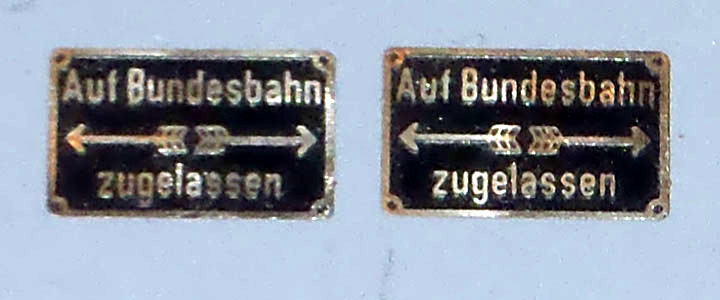 Auf Bundesbahn
zugelassen
Auf Bundesbahn
zugelassen